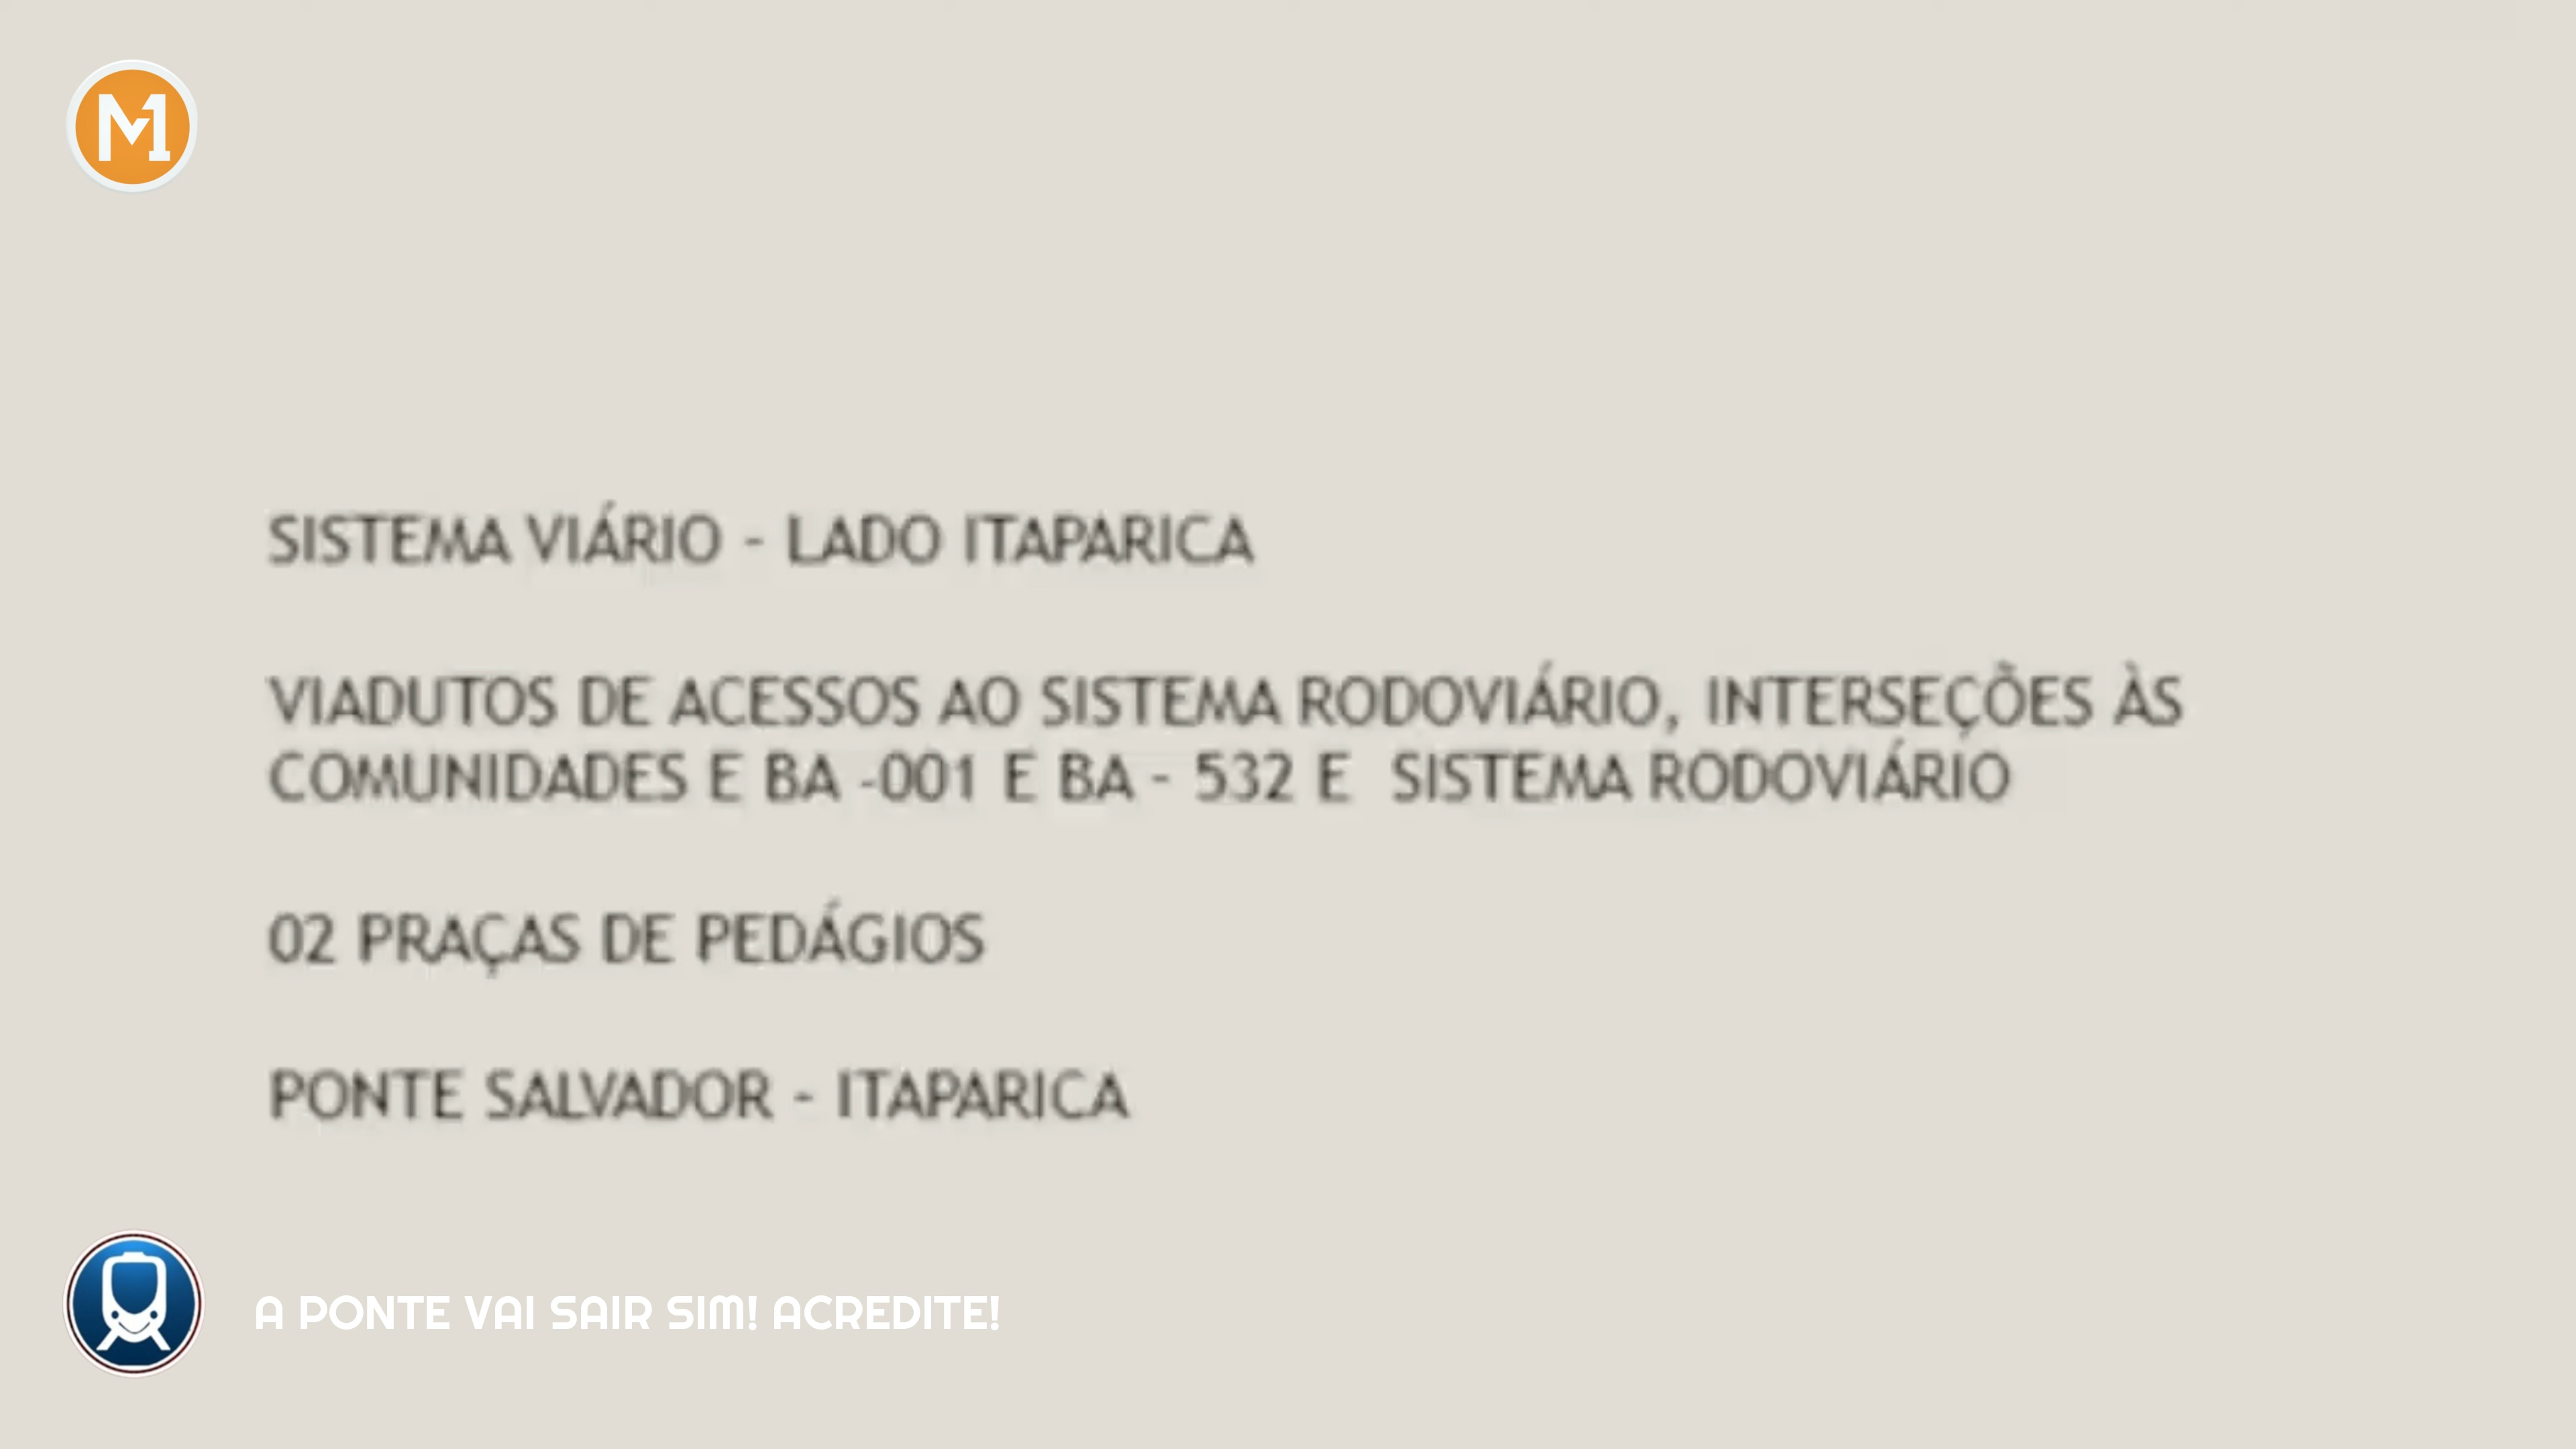 M1
SISTEMA VIÁRIO - LADO ITAPARICA
VIADUTOS DE ACESSOS AO SISTEMA RODOVIÁRIO, INTERSEÇÕES ÀS
COMUNIDADES E BA -001 E BA - 532 E  SISTEMA RODOVIÁRIO
02 PRAÇAS DE PEDÁGIOS
PONTE SALVADOR - ITAPARICA
A PONTE VAI SAIR SIM! ACREDITE!